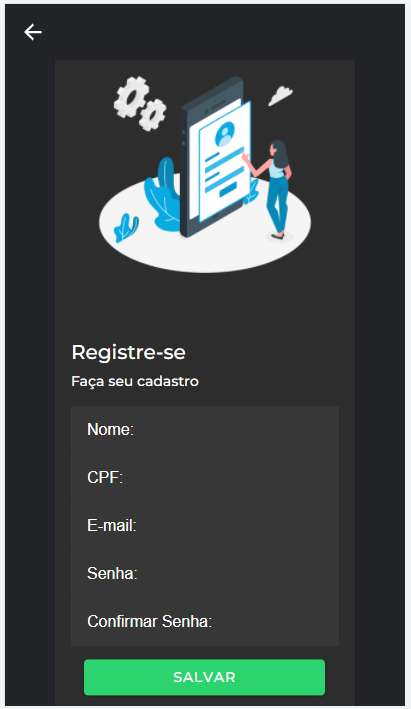 Registre-se
Faça seu cadastro
Nome:
CPF:
E-mail:
Senha:
Confirmar Senha:
SALVAR